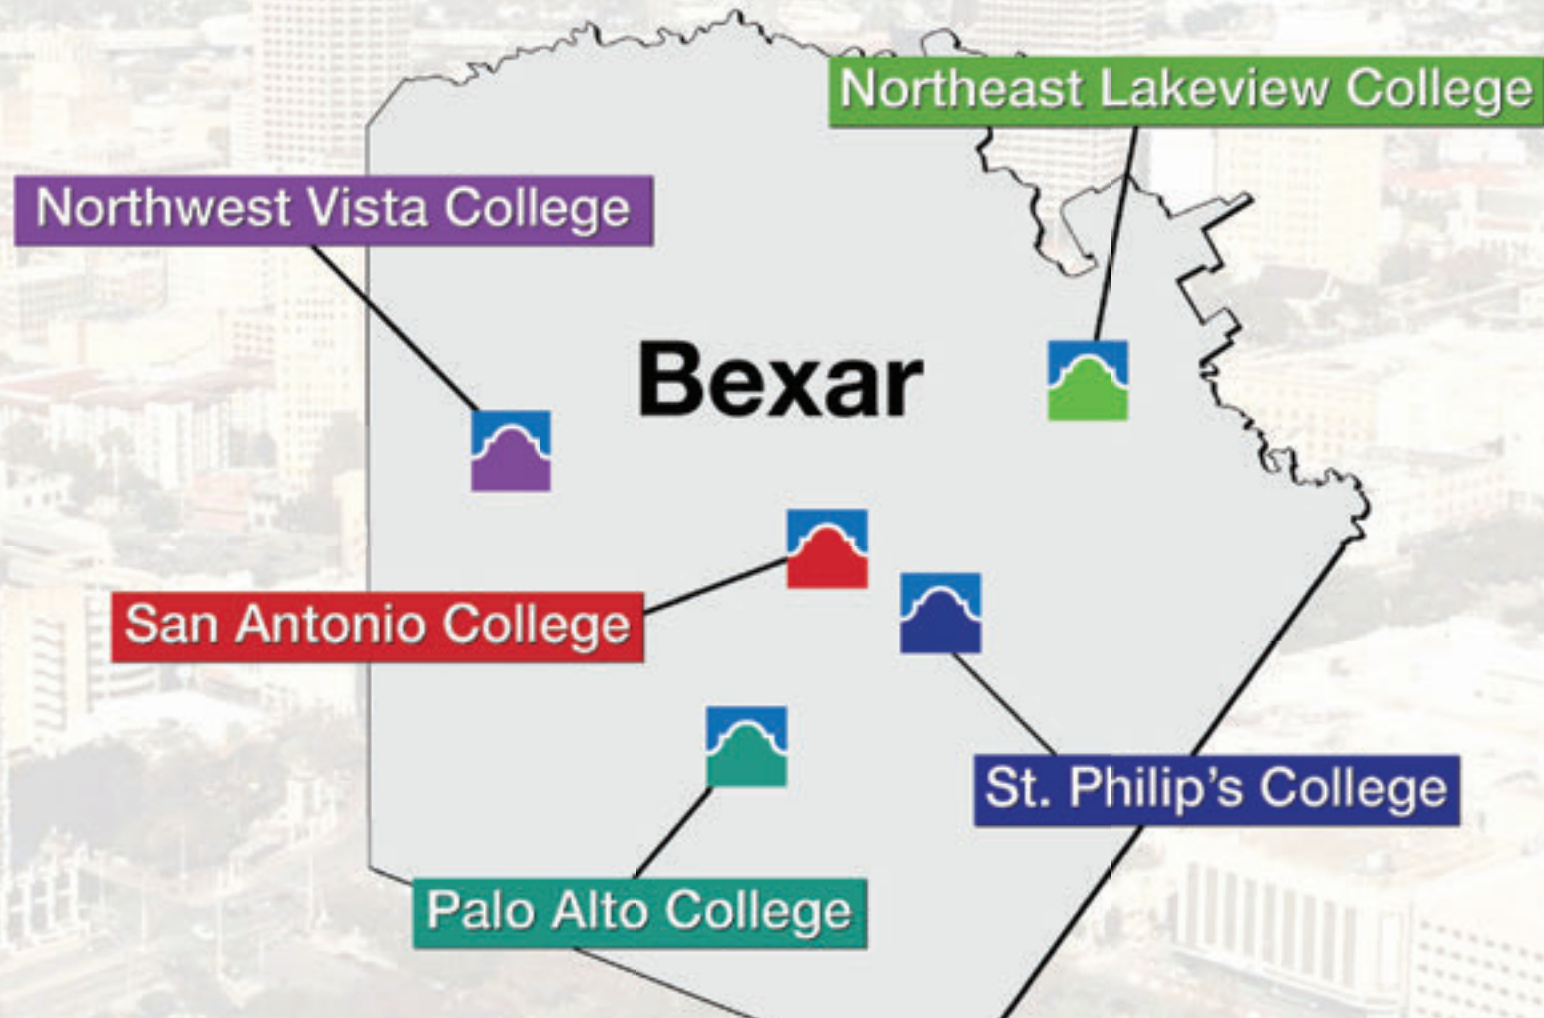 Northeast Lakeview College
Northwest Vista College
Bexar
San Antonio College
St. Philip's College
Palo Alto College